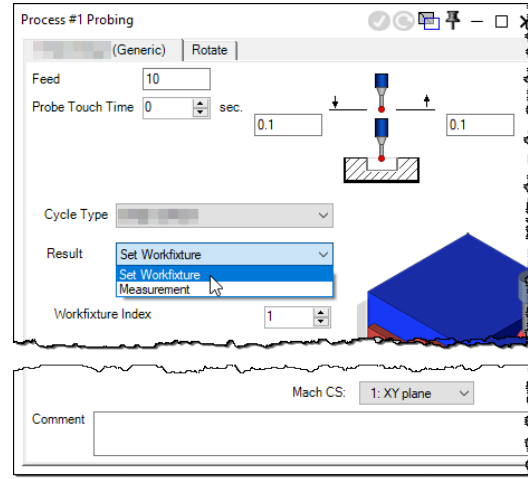 Process #1 Probing
(Generic) Rotate
Feed 10
Probe Touch Time 0 sec.
0.1 0.1
Cycle Type
Result Set Workfixture
Set Workfixture
Measurement
Workfixture Index 1
Mach CS: 1: XY plane
Comment